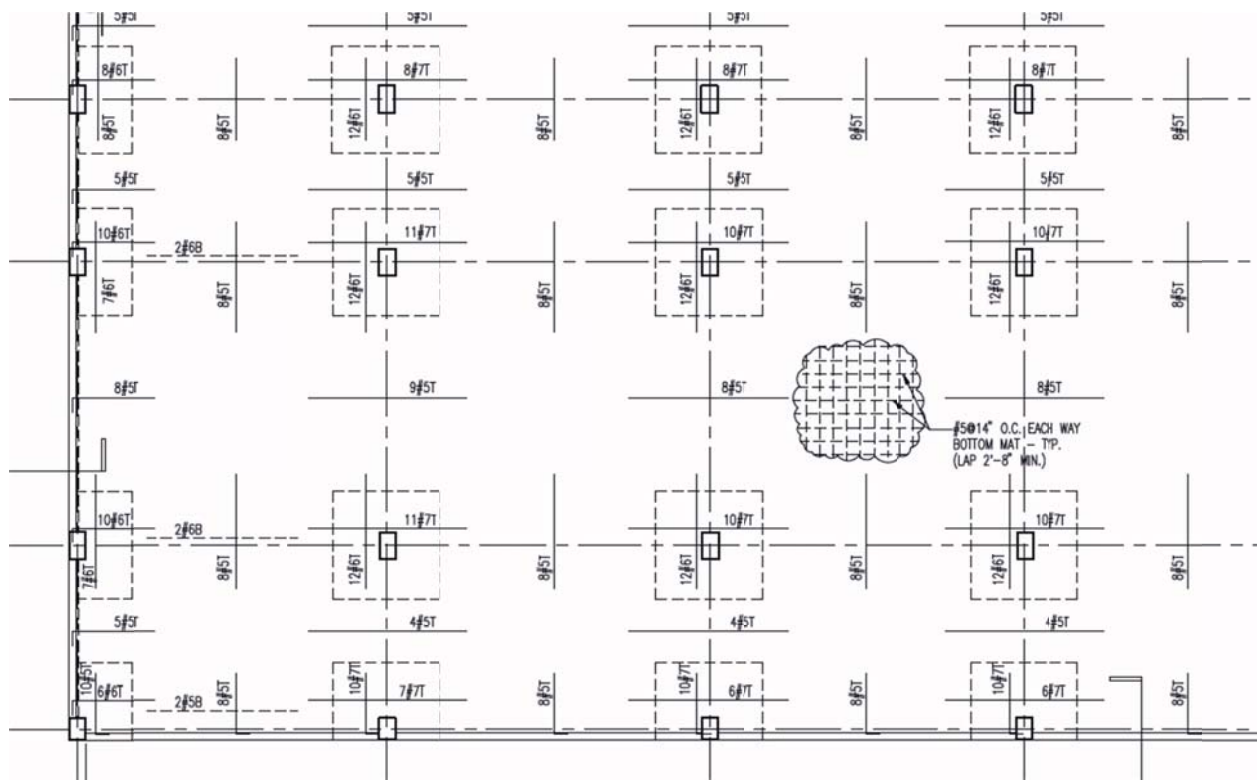 5#5T 5#5T 5#5T 5#5T
8#6T 8#7T 8#7T 8#7T
8#5T 8#5T 12#6T 8#5T 12#6T 8#5T 12#6T 8#5T
5#5T 5#5T 5#5T 5#5T
10#6T 2#6B 11#7T 10#7T 10#7T
7#6T 8#5T 12#6T 8#5T 12#6T 8#5T 12#6T 8#5T
8#5T 9#5T 8#5T 8#5T
#5@14" O.C. EACH WAY
BOTTOM MAT - TYP.
(LAP 2'-8" MIN.)
10#6T 2#6B 11#7T 10#7T 10#7T
7#6T 8#5T 12#6T 8#5T 12#6T 8#5T 12#6T 8#5T
5#5T 4#5T 4#5T 4#5T
10#5T 8#5T 10#7T 8#5T 10#7T 8#5T 10#7T 8#5T
6#6T 2#5B 7#7T 6#7T 6#7T